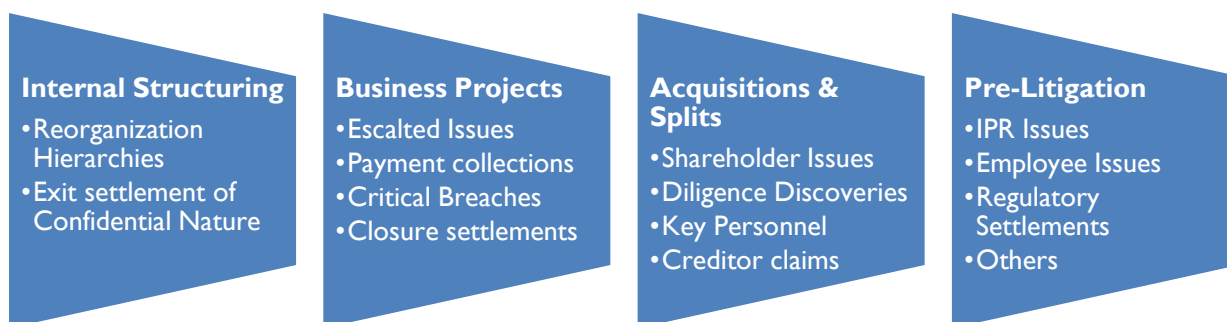 Internal Structuring
•Reorganization
Hierarchies
•Exit settlement of
Confidential Nature
Business Projects
•Escalted Issues
•Payment collections
•Critical Breaches
•Closure settlements
Acquisitions &
Splits
•Shareholder Issues
•Diligence Discoveries
•Key Personnel
•Creditor claims
Pre-Litigation
•IPR Issues
•Employee Issues
•Regulatory
Settlements
•Others